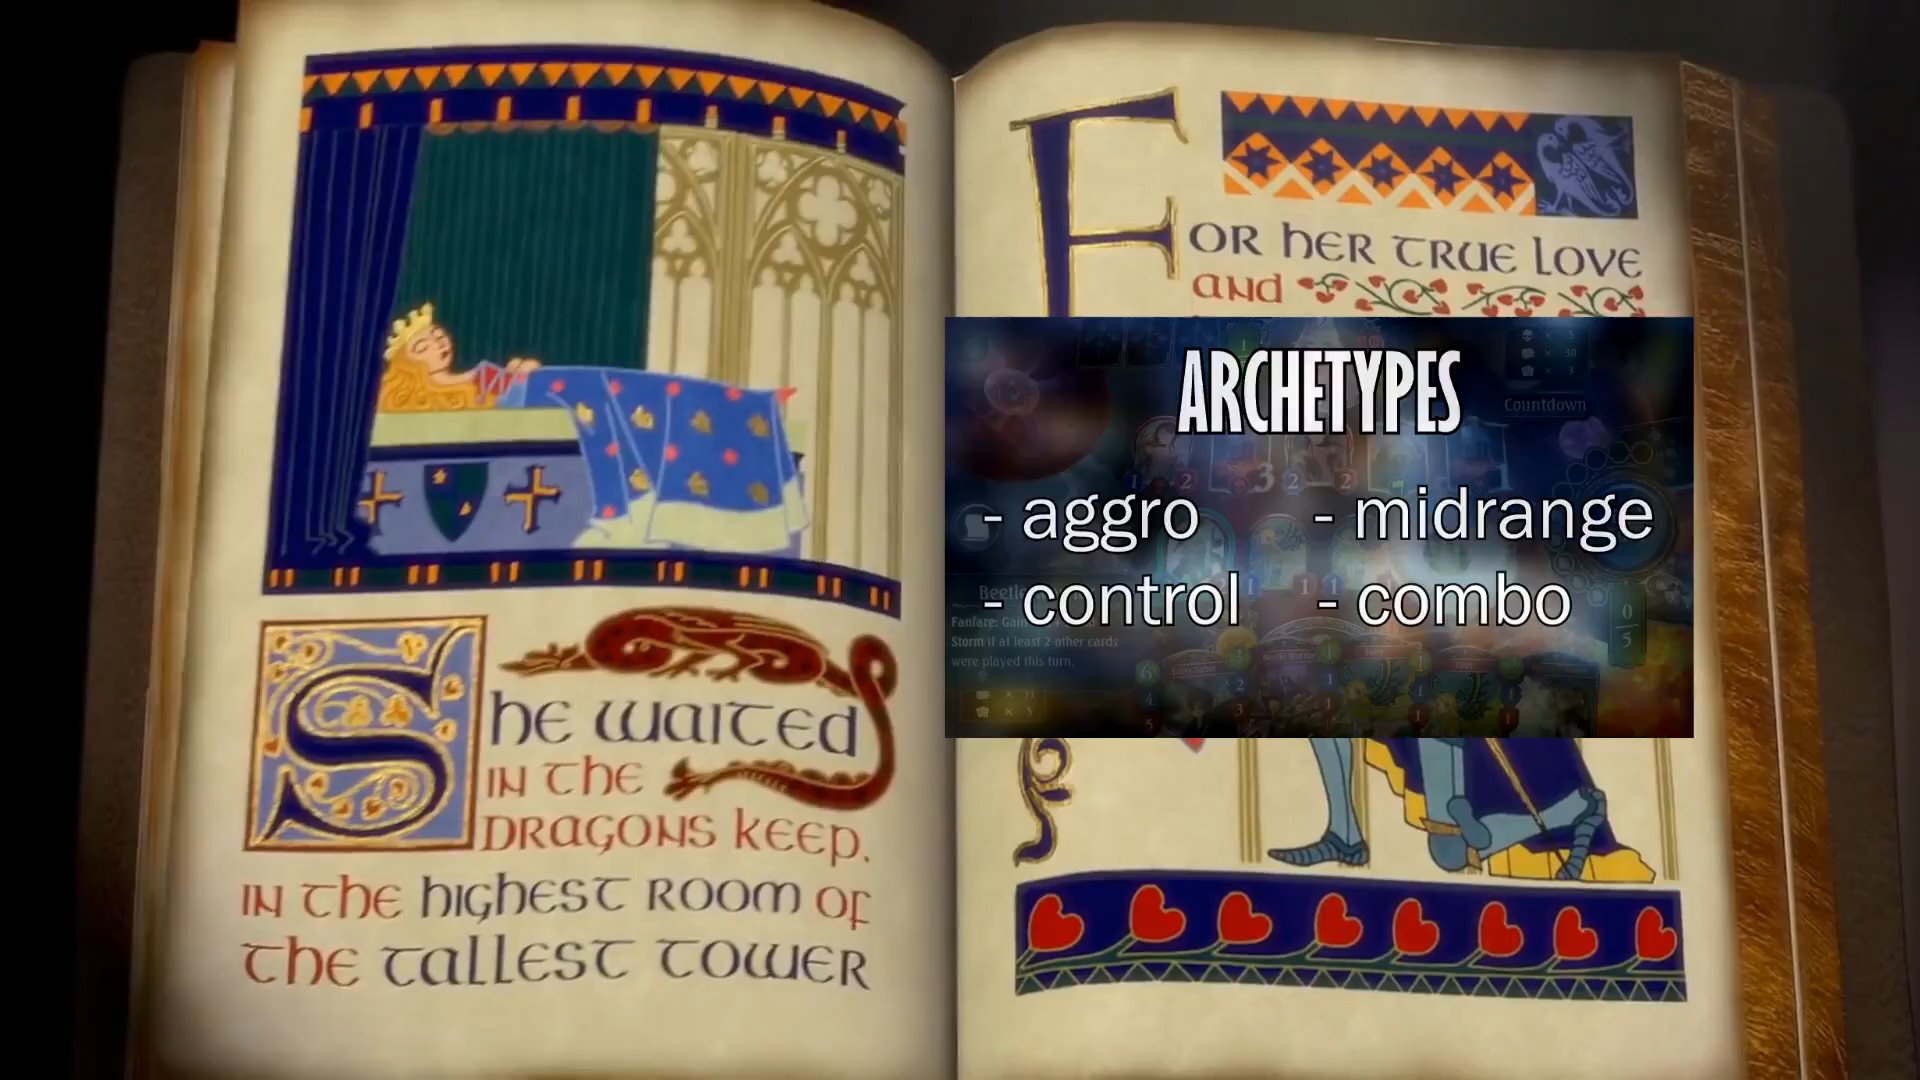 She waited
in the
dragons keep.
in the highest room of
the tallest tower
For her true love
and
ARCHETYPES
- aggro - midrange
- control - combo
Countdown
Fanfare:
Storm if at least 2 other cards
were played this turn.